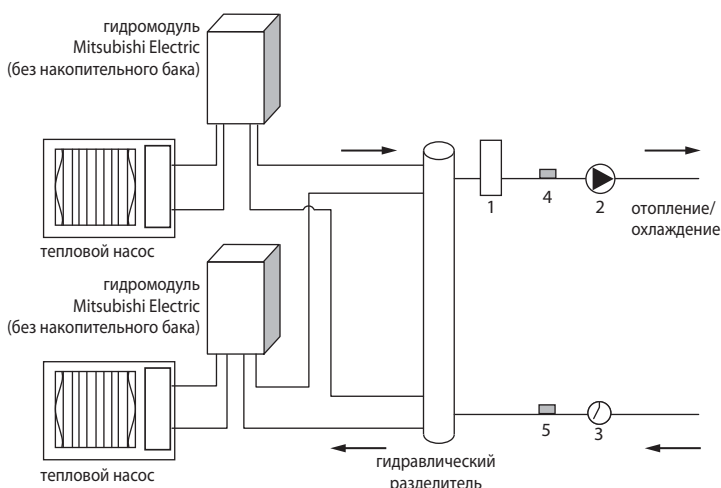 гидромодуль
Mitsubishi Electric
(без накопительного бака)
тепловой насос
1
4
2
отопление/
охлаждение
гидромодуль
Mitsubishi Electric
(без накопительного бака)
тепловой насос
5
3
гидравлический
разделитель